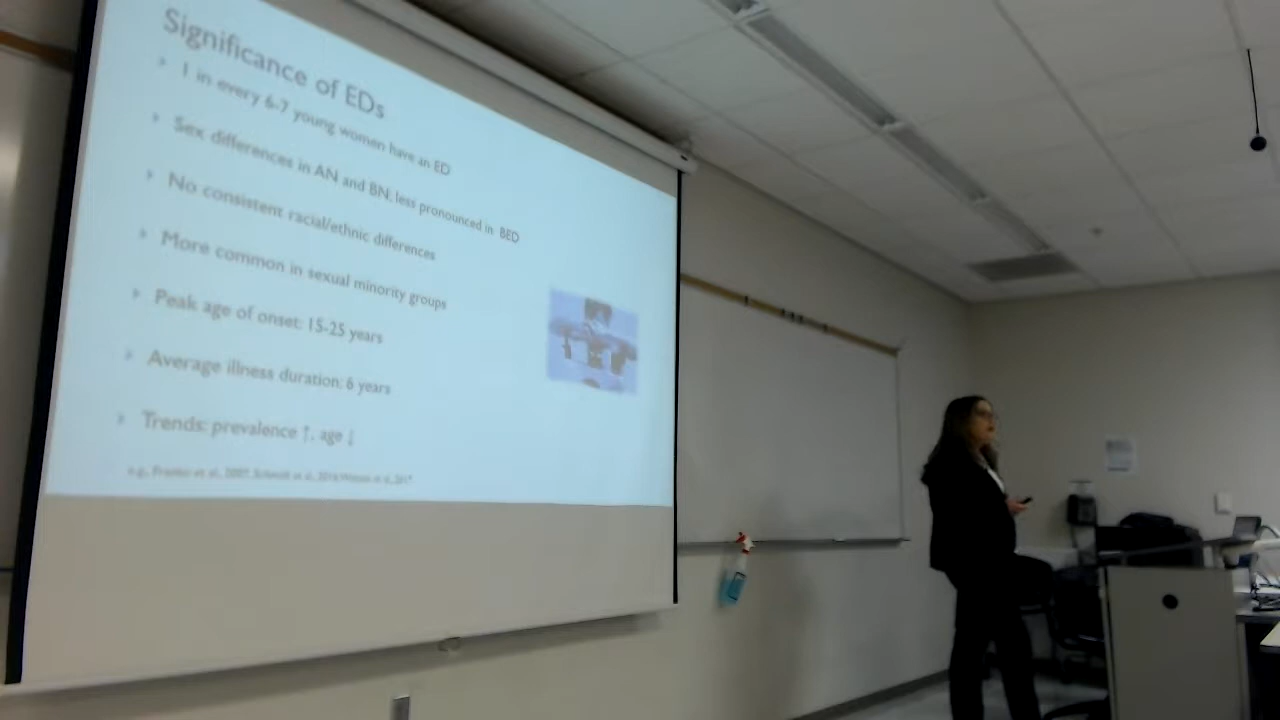 Significance of EDs
1 in every 6-7 young women have an ED
Sex differences in AN and BN, less pronounced in BED
No consistent racial/ethnic differences
More common in sexual minority groups
Peak age of onset: 15-25 years
Average illness duration: 6 years
Trends: prevalence ↑, age ↓